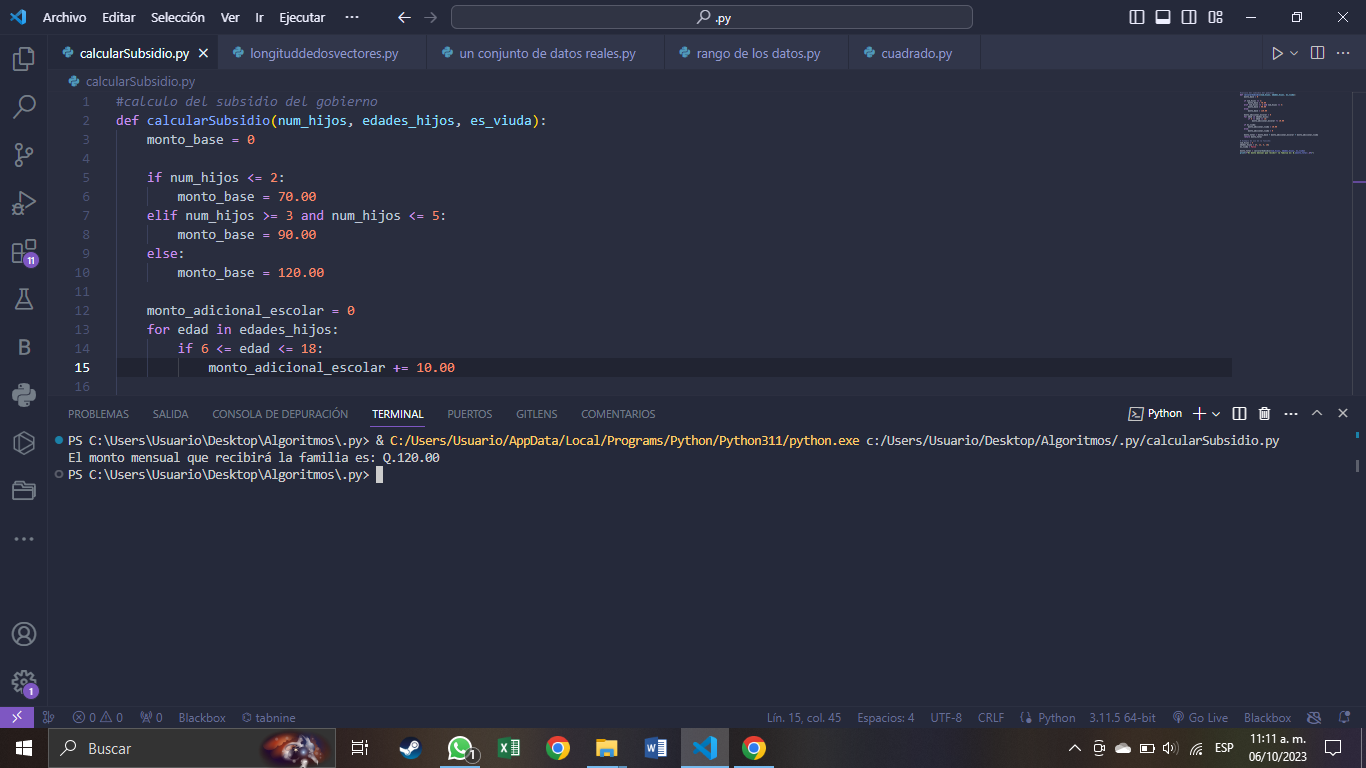 Archivo Editar Selección Ver Ir Ejecutar ··· .py
calcularSubsidio.py longituddedosvectores.py un conjunto de datos reales.py rango de los datos.py cuadrado.py
calcularSubsidio.py
1 #calculo del subsidio del gobierno
2 def calcularSubsidio(num_hijos, edades_hijos, es_viuda):
3 monto_base = 0
4
5 if num_hijos <= 2:
6 monto_base = 70.00
7 elif num_hijos >= 3 and num_hijos <= 5:
8 monto_base = 90.00
9 else:
10 monto_base = 120.00
11
12 monto_adicional_escolar = 0
13 for edad in edades_hijos:
14 if 6 <= edad <= 18:
15 monto_adicional_escolar += 10.00
16
11
B
PROBLEMAS SALIDA CONSOLA DE DEPURACIÓN TERMINAL PUERTOS GITLENS COMENTARIOS Python
PS C:\Users\Usuario\Desktop\Algoritmos\.py> & C:/Users/Usuario/AppData/Local/Programs/Python/Python311/python.exe c:/Users/Usuario/Desktop/Algoritmos/.py/calcularSubsidio.py
El monto mensual que recibirá la familia es: Q.120.00
PS C:\Users\Usuario\Desktop\Algoritmos\.py>
1
0 0 0 Blackbox tabnine Lín. 15, col. 45 Espacios: 4 UTF-8 CRLF Python 3.11.5 64-bit Go Live Blackbox
Buscar 1 ESP 11:11 a. m.
06/10/2023